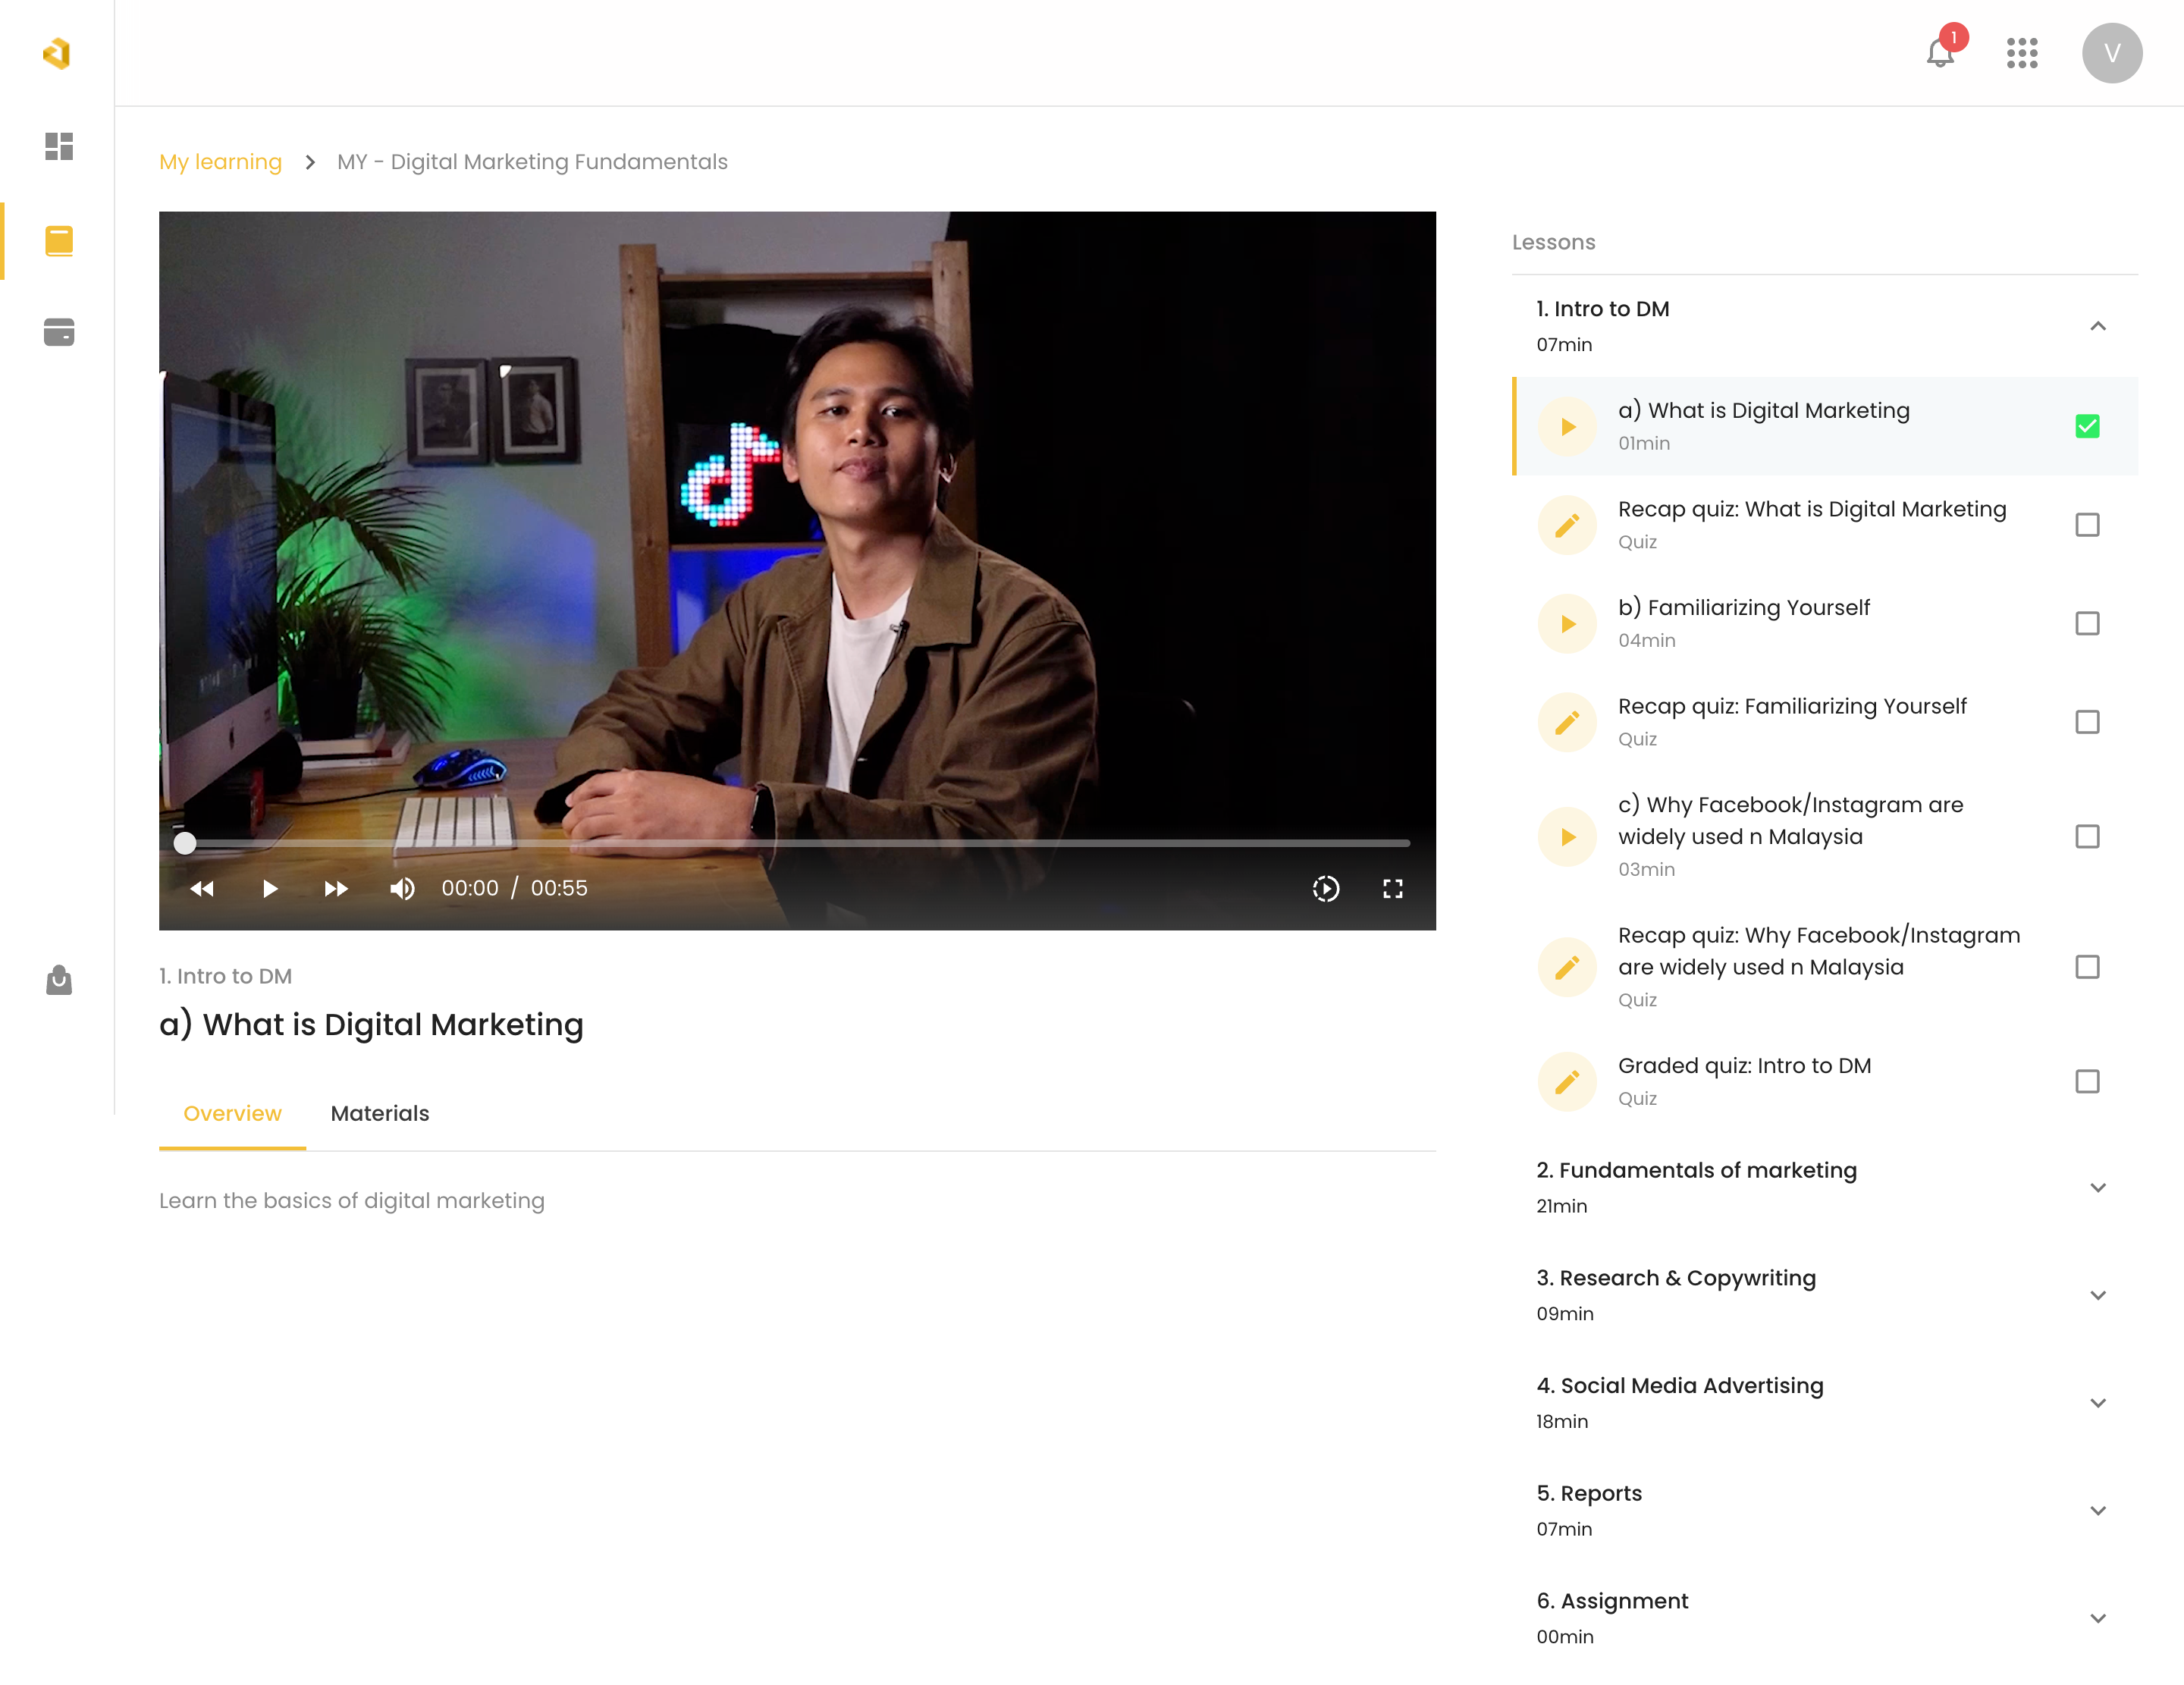 1
V
My learning
MY - Digital Marketing Fundamentals
00:00 / 00:55
1. Intro to DM
a) What is Digital Marketing
Overview
Materials
Learn the basics of digital marketing
Lessons
1. Intro to DM
07min
a) What is Digital Marketing
01min
Recap quiz: What is Digital Marketing
Quiz
b) Familiarizing Yourself
04min
Recap quiz: Familiarizing Yourself
Quiz
c) Why Facebook/Instagram are
widely used n Malaysia
03min
Recap quiz: Why Facebook/Instagram
are widely used n Malaysia
Quiz
Graded quiz: Intro to DM
Quiz
2. Fundamentals of marketing
21min
3. Research & Copywriting
09min
4. Social Media Advertising
18min
5. Reports
07min
6. Assignment
00min